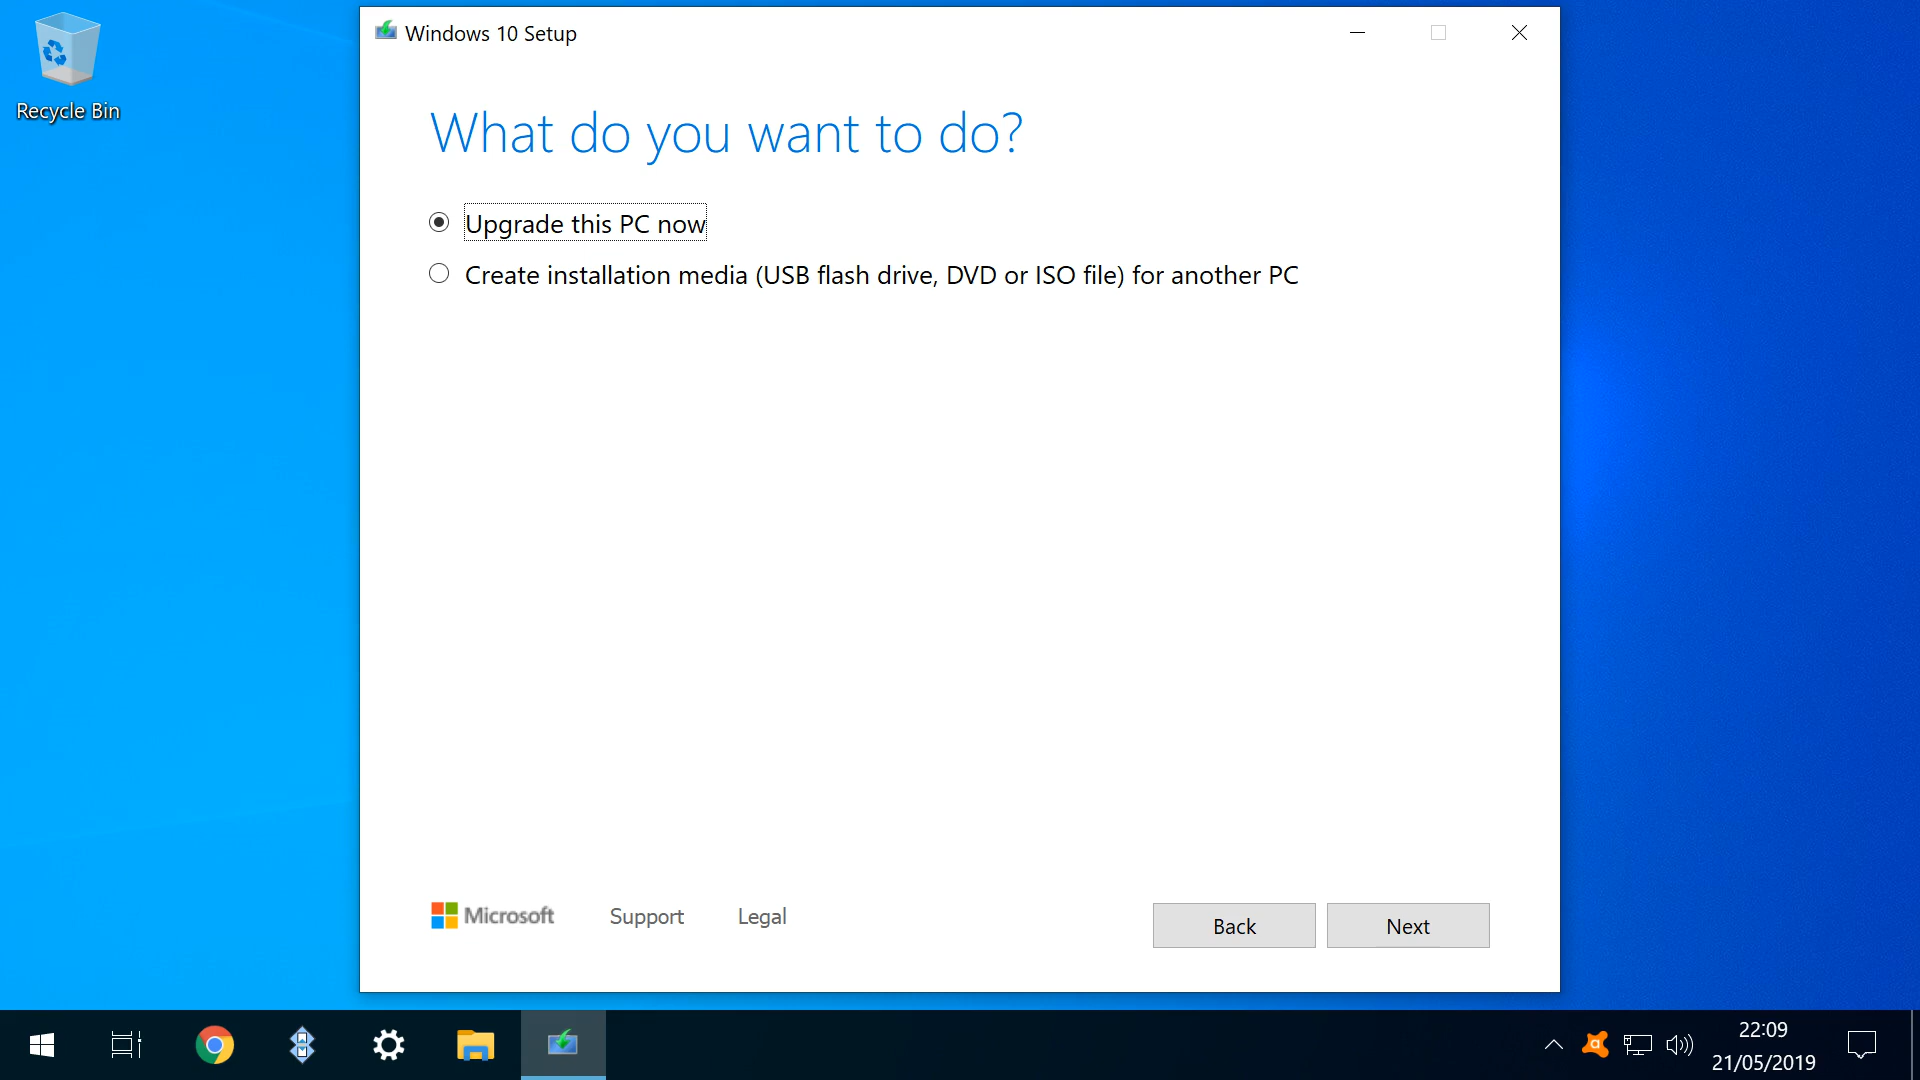 Recycle Bin
Windows 10 Setup
What do you want to do?
Upgrade this PC now
Create installation media (USB flash drive, DVD or ISO file) for another PC
Microsoft Support Legal
Back Next
22:09
21/05/2019